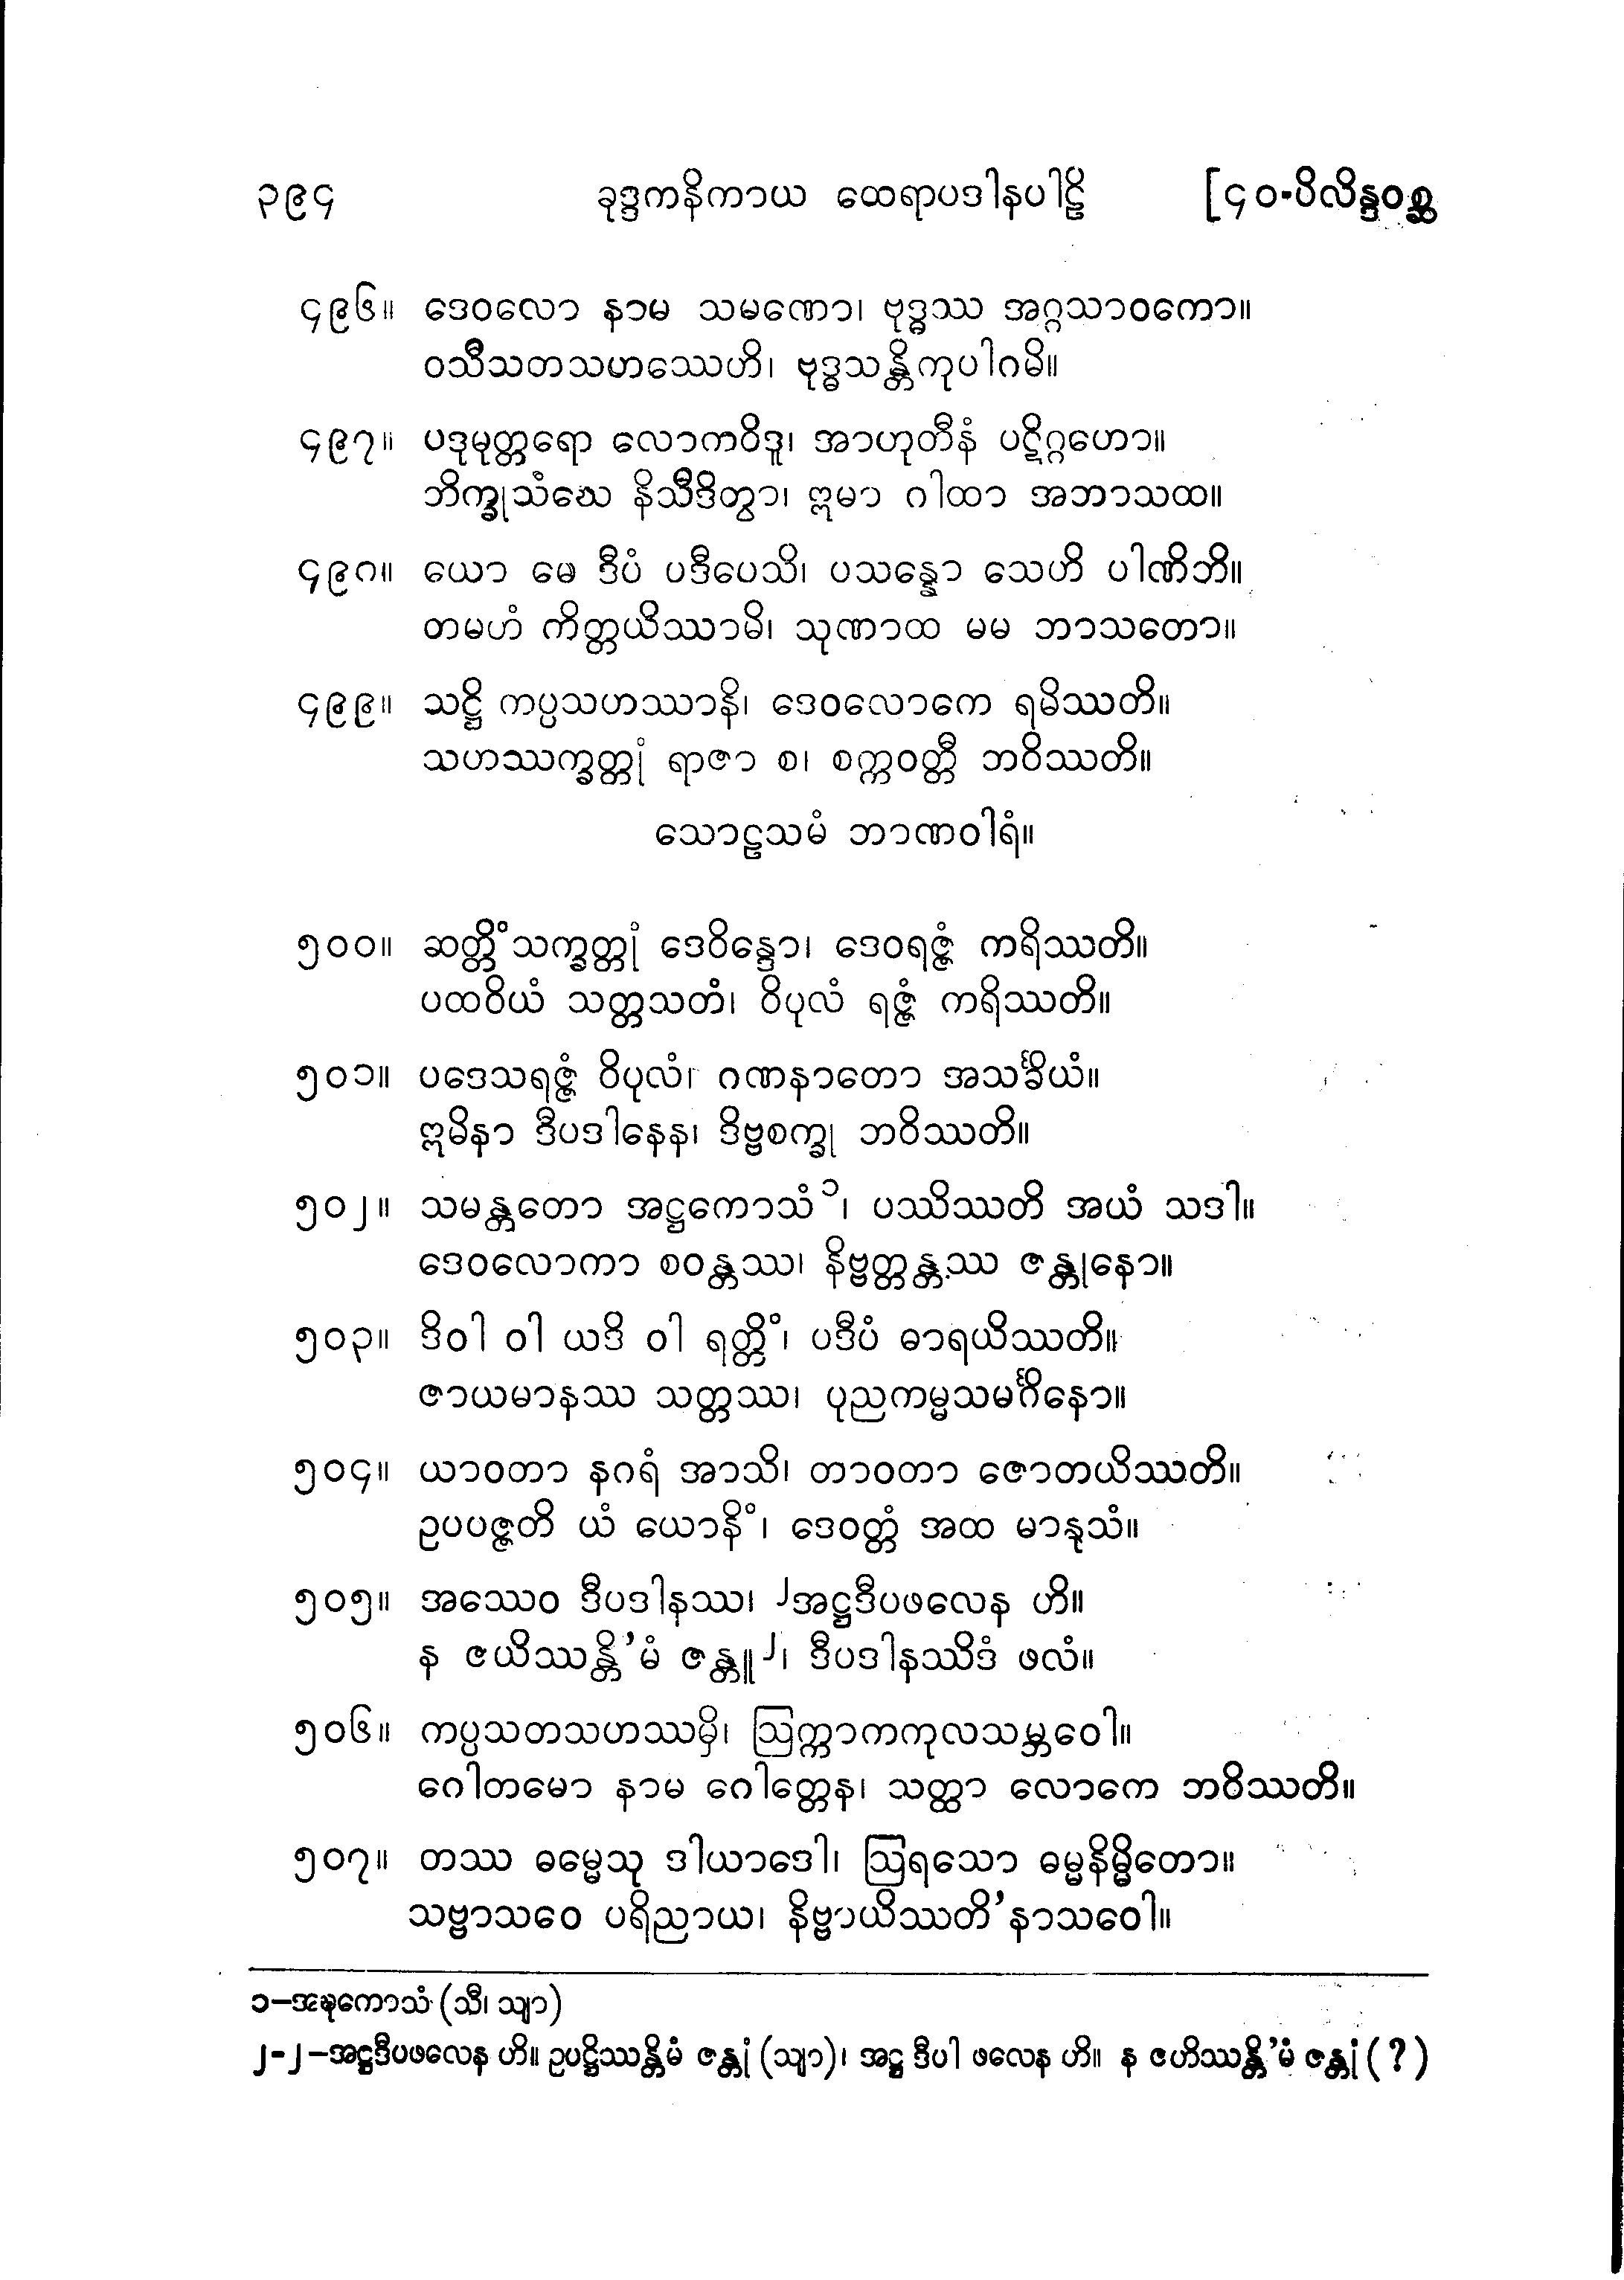 ၃၉၄ ခုဒ္ဒကနိကာယ ထေရာပဒါနပါဠိ [၄၀-ပိလိန္ဒဝစ္ဆ
၄၉၆။ ဒေဝလော နာမ သမဏော၊ ဗုဒ္ဓဿ အဂ္ဂသာဝကော။
ဝသီသတသဟဿေဟိ၊ ဗုဒ္ဓသန္တိကုပါဂမိ။
၄၉၇။ ပဒုမုတ္တရော လောကဝိဒူ၊ အာဟုတီနံ ပဋိဂ္ဂဟော။
ဘိက္ခုသံဃေ နိသီဒိတွာ၊ ဣမာ ဂါထာ အဘာသထ။
၄၉၈။ ယော မေ ဒီပံ ပဒီပေသိ၊ ပသန္နော သေဟိ ပါဏိဘိ။
တမဟံ ကိတ္တယိဿာမိ၊ သုဏာထ မမ ဘာသတော။
၄၉၉။ သဋ္ဌိ ကပ္ပသဟဿာနိ၊ ဒေဝလောကေ ရမိဿတိ။
သဟဿက္ခတ္တုံ ရာဇာ စ၊ စက္ကဝတ္တီ ဘဝိဿတိ။
သောဠသမံ ဘာဏဝါရံ။
၅၀၀။ ဆတ္တိံသက္ခတ္တုံ ဒေဝိန္ဒော၊ ဒေဝရဇ္ဇံ ကရိဿတိ။
ပထဝိယံ သတ္တသတံ၊ ဝိပုလံ ရဇ္ဇံ ကရိဿတိ။
၅၀၁။ ပဒေသရဇ္ဇံ ဝိပုလံ၊ ဂဏနာတော အသင်္ခိယံ။
ဣမိနာ ဒီပဒါနေန၊ ဒိဗ္ဗစက္ခု ဘဝိဿတိ။
၅၀၂။ သမန္တတော အဋ္ဌကောသံ၁၊ ပဿိဿတိ အယံ သဒါ။
ဒေဝလောကာ စဝန္တဿ၊ နိဗ္ဗတ္တန္တဿ ဇန္တုနော။
၅၀၃။ ဒိဝါ ဝါ ယဒိ ဝါ ရတ္တိံ၊ ပဒီပံ ဓာရယိဿတိ။
ဇာယမာနဿ သတ္တဿ၊ ပုညကမ္မသမင်္ဂိနော။
၅၀၄။ ယာဝတာ နဂရံ အာသိ၊ တာဝတာ ဇောတယိဿတိ။
ဥပပဇ္ဇတိ ယံ ယောနိံ၊ ဒေဝတ္တံ အထ မာနုသံ။
၅၀၅။ အဿေဝ ဒီပဒါနဿ၊ ၂အဋ္ဌဒီပဖလေန ဟိ။
န ဇယိဿန္တိ’မံ ဇန္တူ၂၊ ဒီပဒါနဿိဒံ ဖလံ။
၅၀၆။ ကပ္ပသတသဟဿမှိ၊ ဩက္ကာကကုလသမ္ဘဝေါ။
ဂေါတမော နာမ ဂေါတ္တေန၊ သတ္ထာ လောကေ ဘဝိဿတိ။
၅၀၇။ တဿ ဓမ္မေသု ဒါယာဒေါ၊ ဩရသော ဓမ္မနိမ္မိတော။
သဗ္ဗာသဝေ ပရိညာယ၊ နိဗ္ဗာယိဿတိ’နာသဝေါ။
၁–အဍ္ဎကောသံ (သီ၊ သျာ)
၂-၂–အဋ္ဌဒီပဖလေန ဟိ။ ဥပဋ္ဌိဿန္တိမံ ဇန္တုံ (သျာ)၊ အဋ္ဌ ဒီပါ ဖလေန ဟိ။ န ဇဟိဿန္တိ’မံ ဇန္တုံ (?)